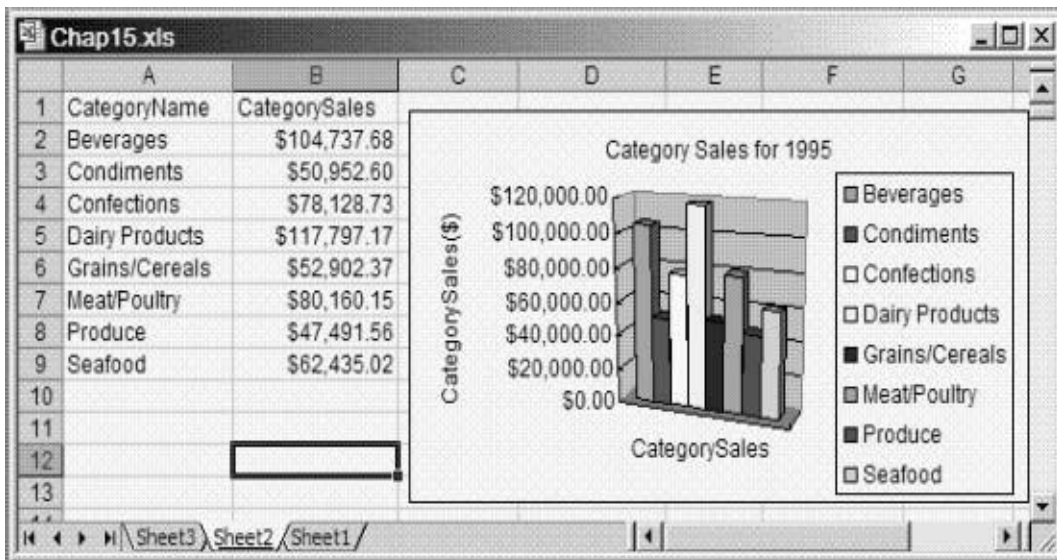 Chap15.xls
A B C D E F G
1 CategoryName CategorySales
2 Beverages $104,737.68
3 Condiments $50,952.60
4 Confections $78,128.73
5 Dairy Products $117,797.17
6 Grains/Cereals $52,902.37
7 Meat/Poultry $80,160.15
8 Produce $47,491.56
9 Seafood $62,435.02
10
11
12
13
Category Sales for 1995
CategorySales($)
$120,000.00
$100,000.00
$80,000.00
$60,000.00
$40,000.00
$20,000.00
$0.00
CategorySales
Beverages
Condiments
Confections
Dairy Products
Grains/Cereals
Meat/Poultry
Produce
Seafood
Sheet3 Sheet2 Sheet1